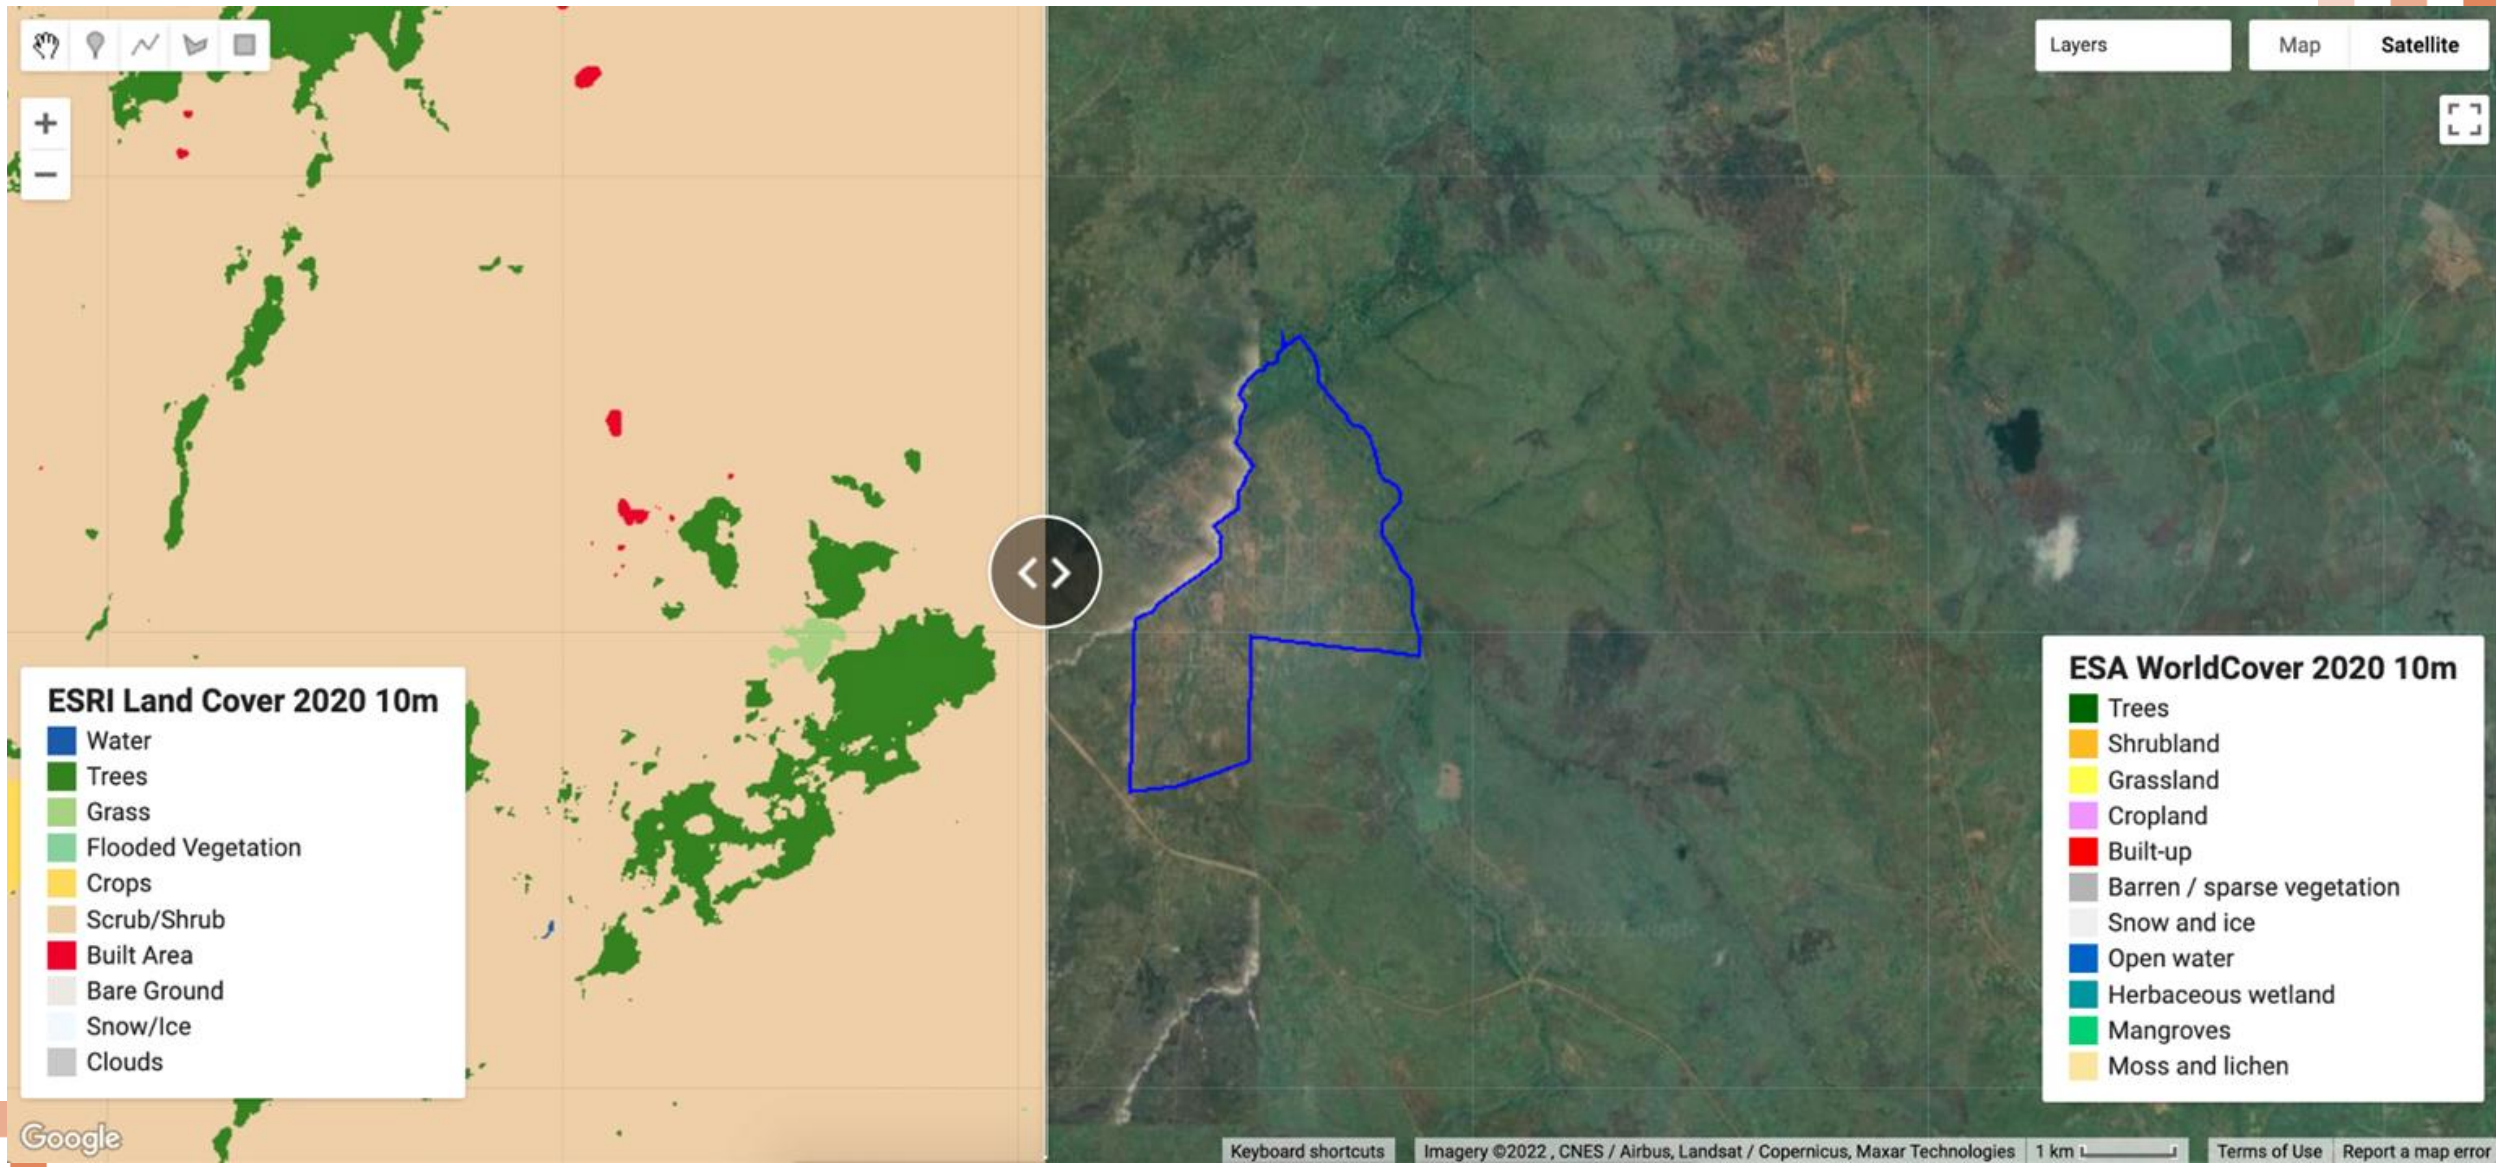 Layers
Map
Satellite
+
−
ESRI Land Cover 2020 10m
Water
Trees
Grass
Flooded Vegetation
Crops
Scrub/Shrub
Built Area
Bare Ground
Snow/Ice
Clouds
ESA WorldCover 2020 10m
Trees
Shrubland
Grassland
Cropland
Built-up
Barren / sparse vegetation
Snow and ice
Open water
Herbaceous wetland
Mangroves
Moss and lichen
Google
Keyboard shortcuts
Imagery ©2022 , CNES / Airbus, Landsat / Copernicus, Maxar Technologies
1 km
Terms of Use
Report a map error